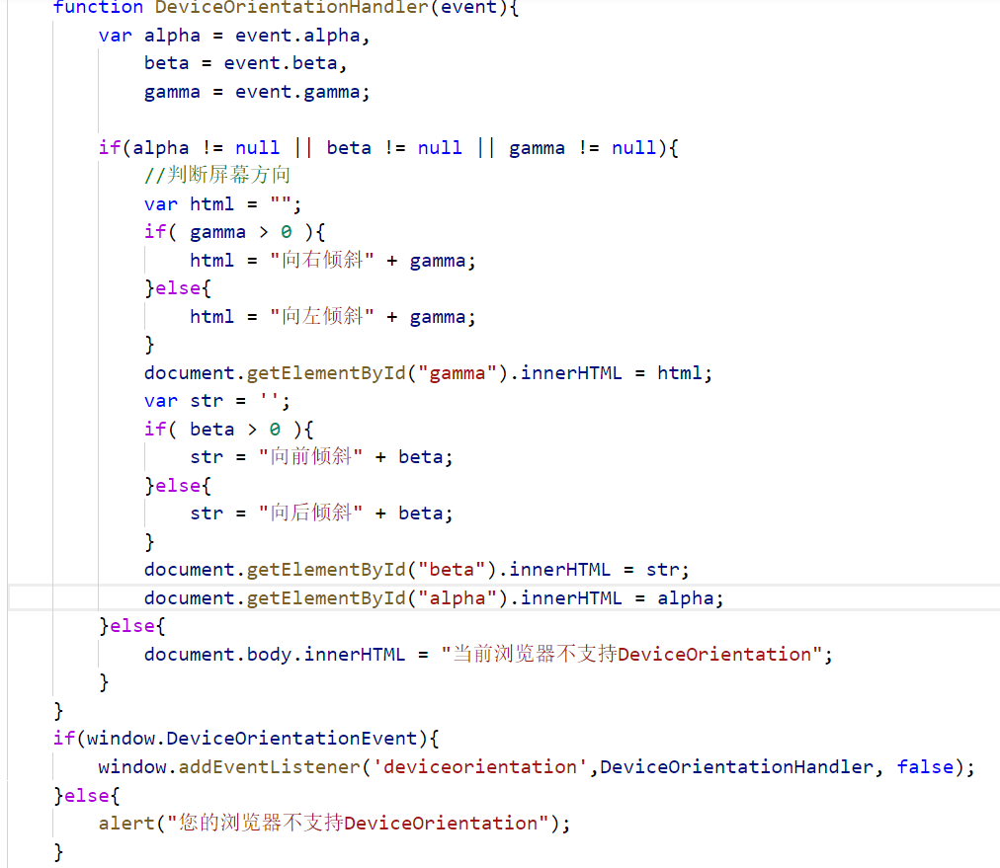 function DeviceOrientationHandler(event){
var alpha = event.alpha,
beta = event.beta,
gamma = event.gamma;
if(alpha != null || beta != null || gamma != null){
//判断屏幕方向
var html = "";
if( gamma > 0 ){
html = "向右倾斜" + gamma;
}else{
html = "向左倾斜" + gamma;
}
document.getElementById("gamma").innerHTML = html;
var str = '';
if( beta > 0 ){
str = "向前倾斜" + beta;
}else{
str = "向后倾斜" + beta;
}
document.getElementById("beta").innerHTML = str;
document.getElementById("alpha").innerHTML = alpha;
}else{
document.body.innerHTML = "当前浏览器不支持DeviceOrientation";
}
}
if(window.DeviceOrientationEvent){
window.addEventListener('deviceorientation',DeviceOrientationHandler, false);
}else{
alert("您的浏览器不支持DeviceOrientation");
}